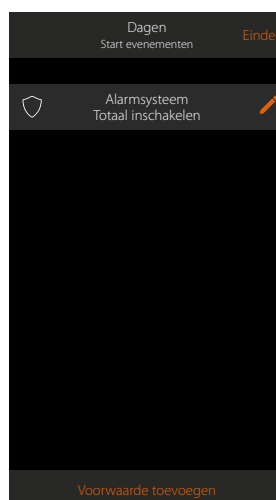 Dagen
Start evenementen
Einde
Alarmsysteem
Totaal inschakelen
Voorwaarde toevoegen